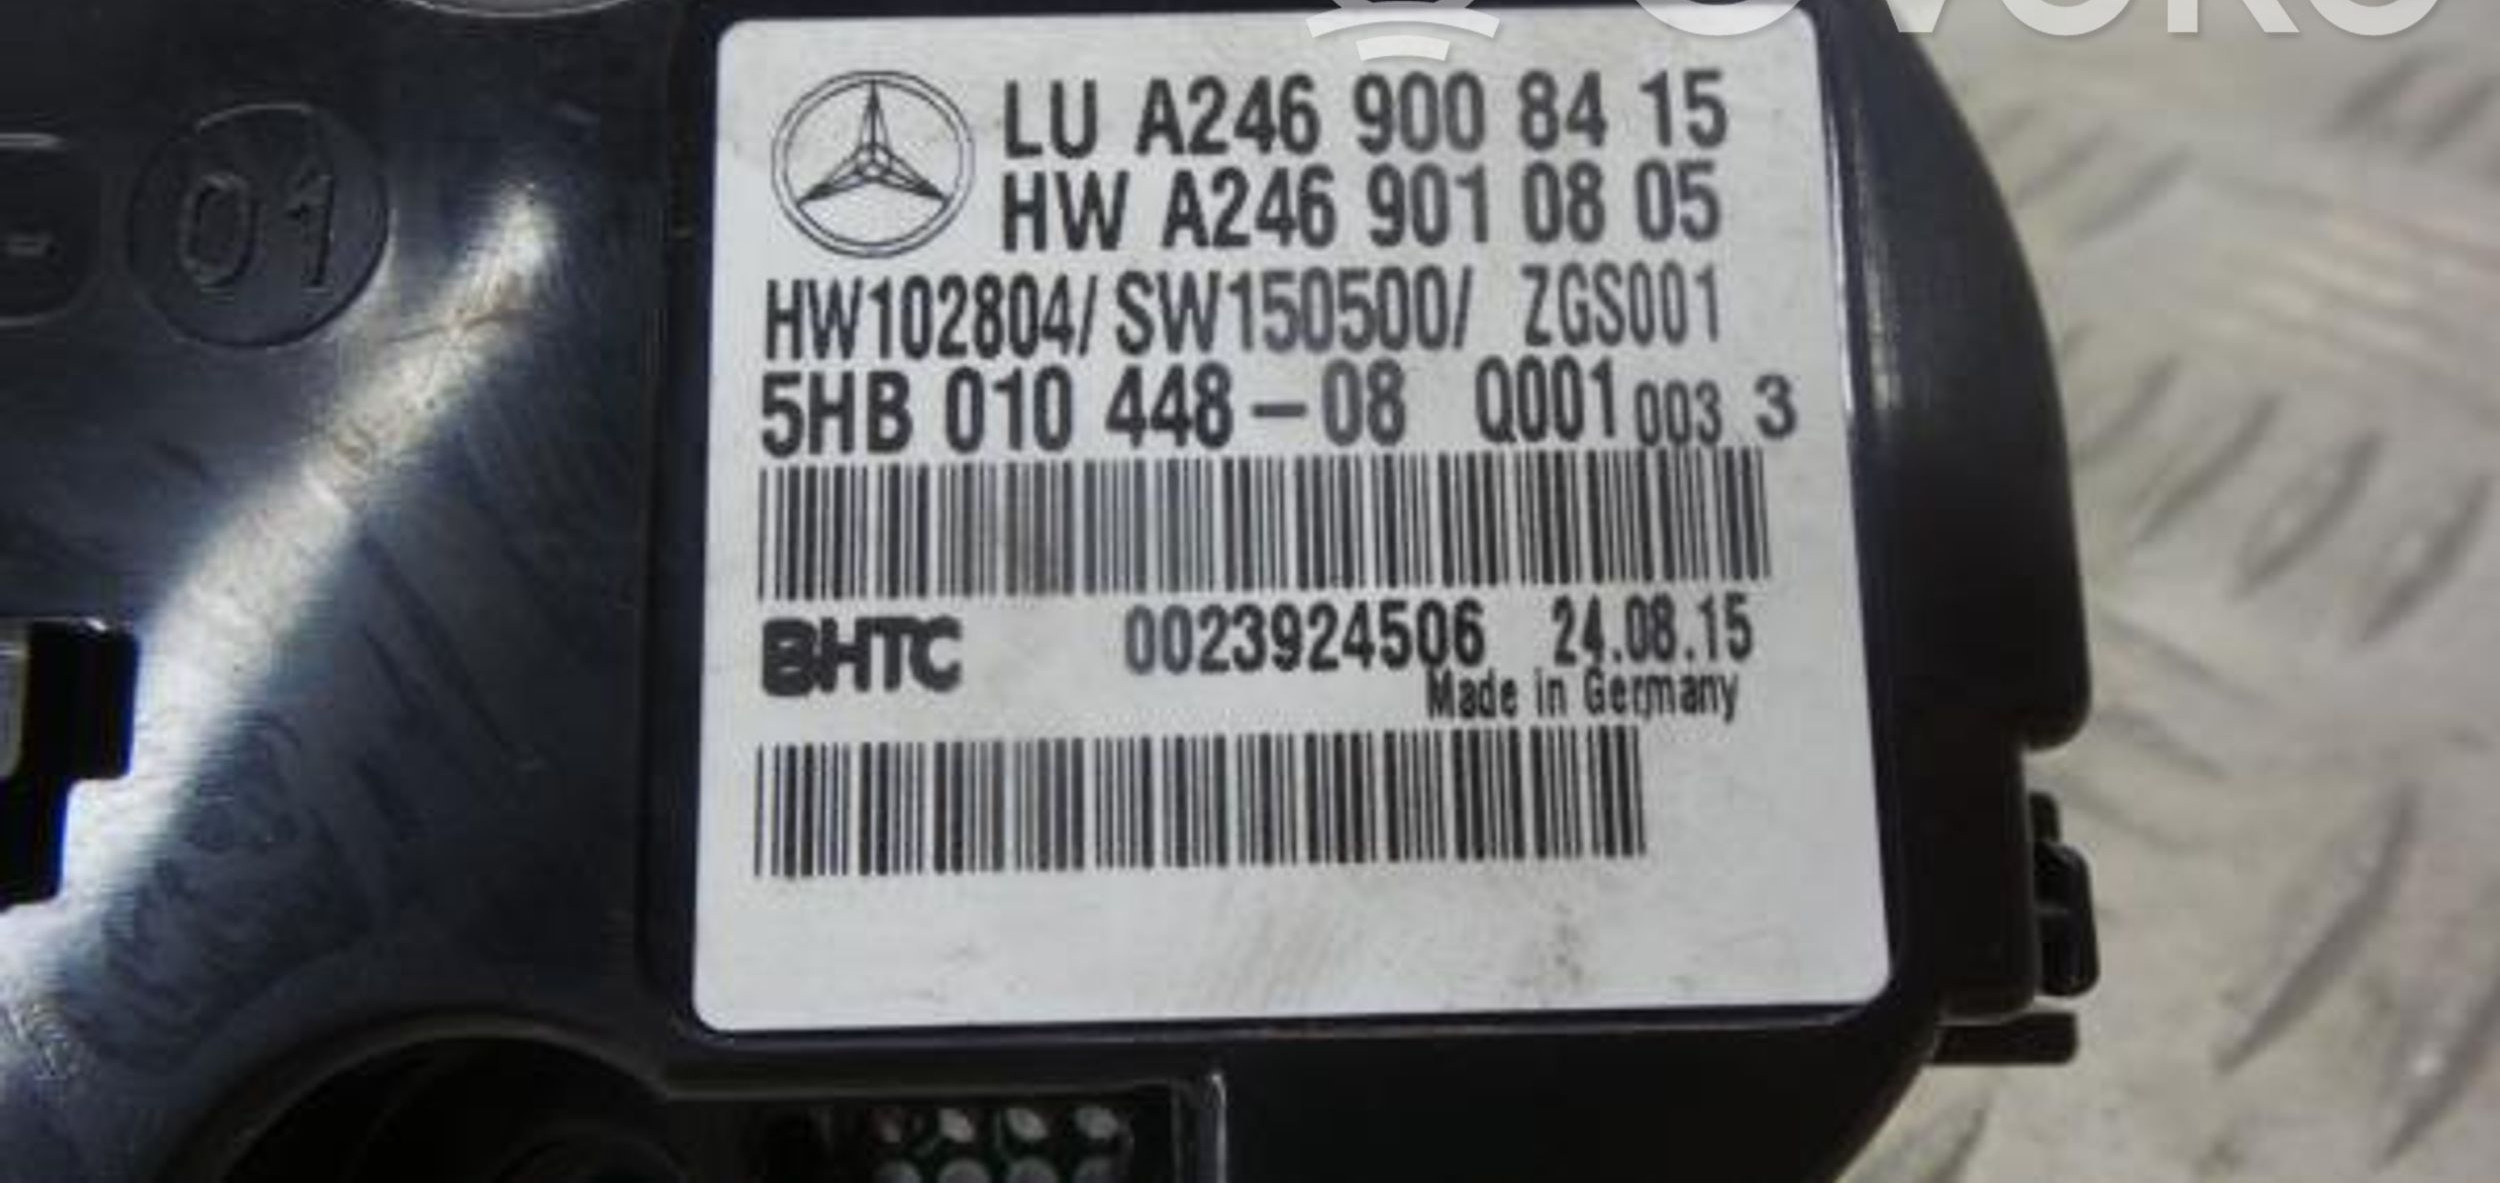 LU A246 900 84 15
HW A246 901 08 05
HW102804/ SW150500/ ZGS001
5HB 010 448-08 Q001 003 3
BHTC 0023924506 24.08.15
Made in Germany
01